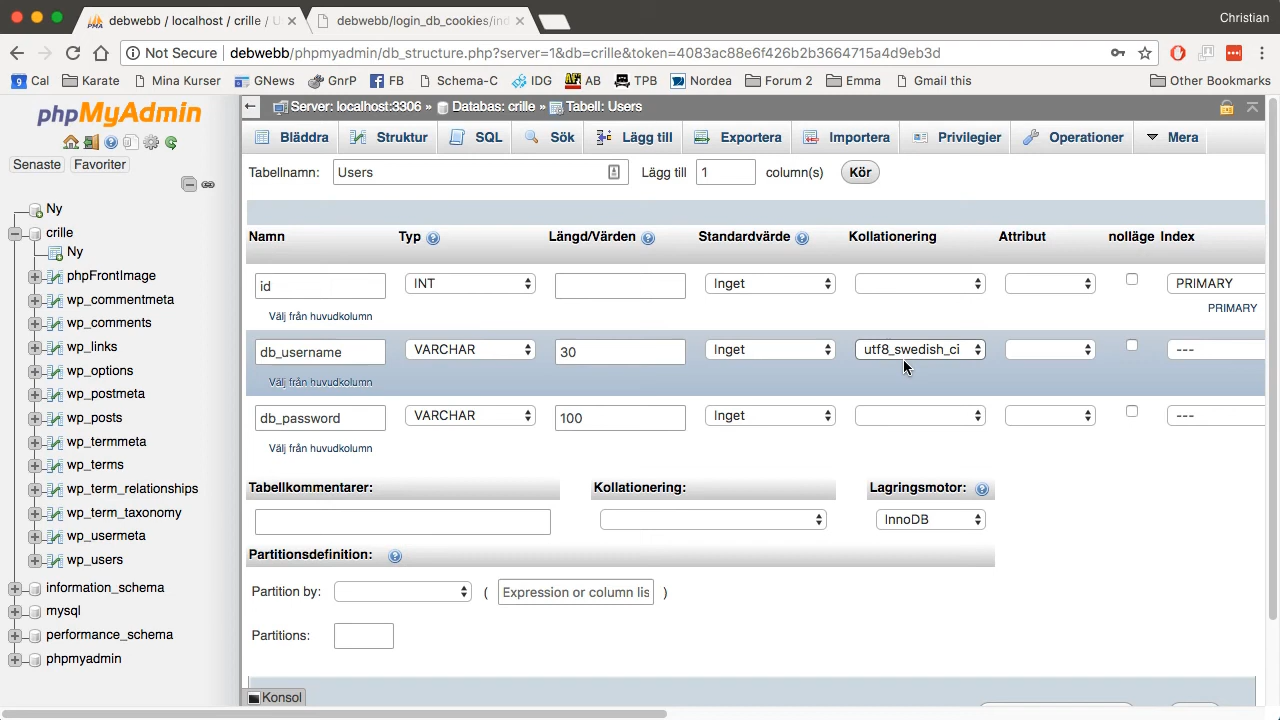 debwebb / localhost / crille / U
debwebb/login_db_cookies/ind
Christian
Not Secure debwebb/phpmyadmin/db_structure.php?server=1&db=crille&token=4083ac88e6f426b2b3664715a4d9eb3d
Cal Karate Mina Kurser GNews GnrP FB Schema-C IDG AB TPB Nordea Forum 2 Emma Gmail this Other Bookmarks
phpMyAdmin
Senaste Favoriter
Ny
crille
Ny
phpFrontImage
wp_commentmeta
wp_comments
wp_links
wp_options
wp_postmeta
wp_posts
wp_termmeta
wp_terms
wp_term_relationships
wp_term_taxonomy
wp_usermeta
wp_users
information_schema
mysql
performance_schema
phpmyadmin
Server: localhost:3306 » Databas: crille » Tabell: Users
Bläddra Struktur SQL Sök Lägg till Exportera Importera Privilegier Operationer Mera
Tabellnamn: Users Lägg till 1 column(s) Kör
Namn Typ Längd/Värden Standardvärde Kollationering Attribut nolläge Index
id INT Inget PRIMARY
Välj från huvudkolumn PRIMARY
db_username VARCHAR 30 Inget utf8_swedish_ci ---
Välj från huvudkolumn
db_password VARCHAR 100 Inget ---
Välj från huvudkolumn
Tabellkommentarer: Kollationering: Lagringsmotor:
InnoDB
Partitionsdefinition:
Partition by: ( Expression or column lis )
Partitions:
Konsol